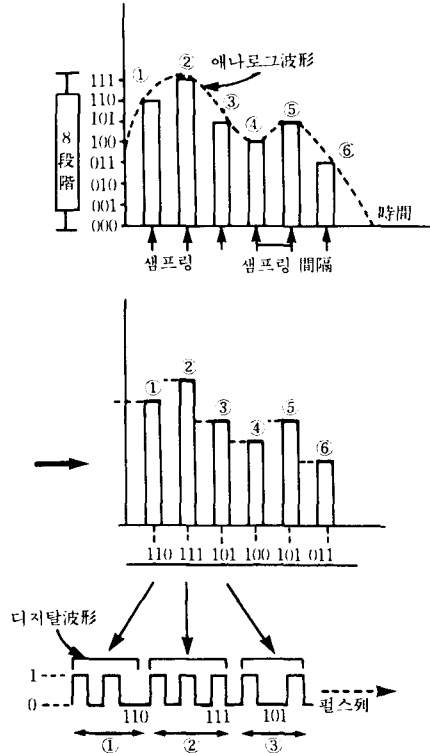 애나로그波形
①
②
③
④
⑤
⑥
111
110
101
100
011
010
001
000
8段階
時間
샘프링
샘프링 間隔
①
②
③
④
⑤
⑥
110 111 101 100 101 011
디지탈波形
1
0
110 111 101
펄스列
① ② ③